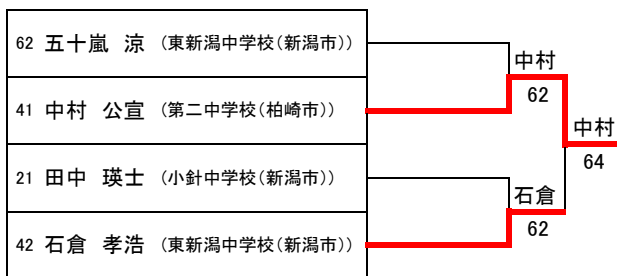 62 五十嵐 涼 (東新潟中学校(新潟市))
41 中村 公宣 (第二中学校(柏崎市))
21 田中 瑛士 (小針中学校(新潟市))
42 石倉 孝浩 (東新潟中学校(新潟市))
中村
62
石倉
62
中村
64